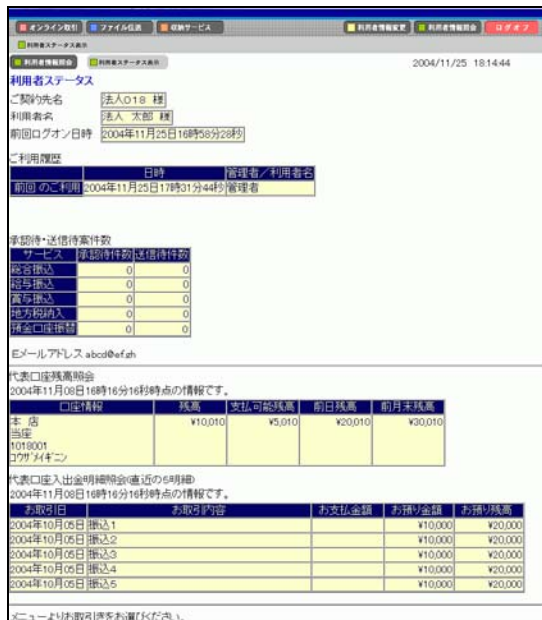 オンライン取引 ファイル伝送 収納サービス 利用者情報変更 利用者情報照会 ログオフ
利用者ステータス表示
利用者情報照会 利用者ステータス表示 2004/11/25 18:14:44
利用者ステータス
ご契約先名 法人018 様
利用者名 法人 太郎 様
前回ログオン日時 2004年11月25日16時58分28秒
ご利用履歴
日時 管理者/利用者名
前回のご利用 2004年11月25日17時31分44秒 管理者
承認待・送信待案件数
サービス 承認待件数 送信待件数
総合振込 0 0
給与振込 0 0
賞与振込 0 0
地方税納入 0 0
預金口座振替 0 0
Eメールアドレス abcd@ef.gh
代表口座残高照会
2004年11月08日16時16分16秒時点の情報です。
口座情報 残高 支払可能残高 前日残高 前月末残高
本 店 ¥10,010 ¥5,010 ¥20,010 ¥30,010
当座
1018001
コウザメイギニン
代表口座入出金明細照会(直近の5明細)
2004年11月08日16時16分16秒時点の情報です。
お取引日 お取引内容 お支払金額 お預り金額 お預り残高
2004年10月05日 振込1 ¥10,000 ¥20,000
2004年10月05日 振込2 ¥10,000 ¥20,000
2004年10月05日 振込3 ¥10,000 ¥20,000
2004年10月05日 振込4 ¥10,000 ¥20,000
2004年10月05日 振込5 ¥10,000 ¥20,000
メニューよりお取引きをお選びください。